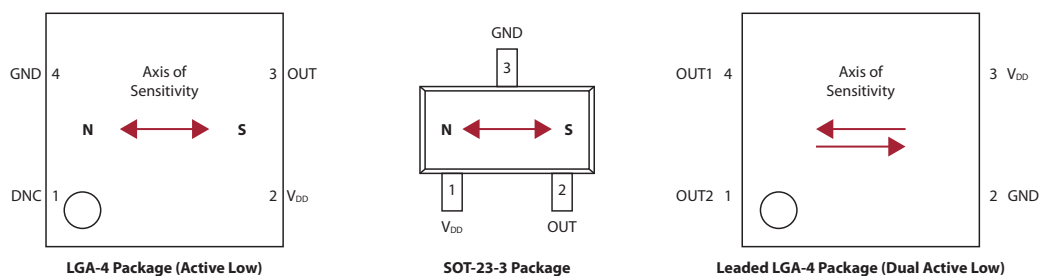 GND 4
Axis of
Sensitivity
3 OUT
N S
DNC 1
2 VDD
LGA-4 Package (Active Low)
GND
3
N S
1 2
VDD OUT
SOT-23-3 Package
OUT1 4
Axis of
Sensitivity
3 VDD
OUT2 1
2 GND
Leaded LGA-4 Package (Dual Active Low)